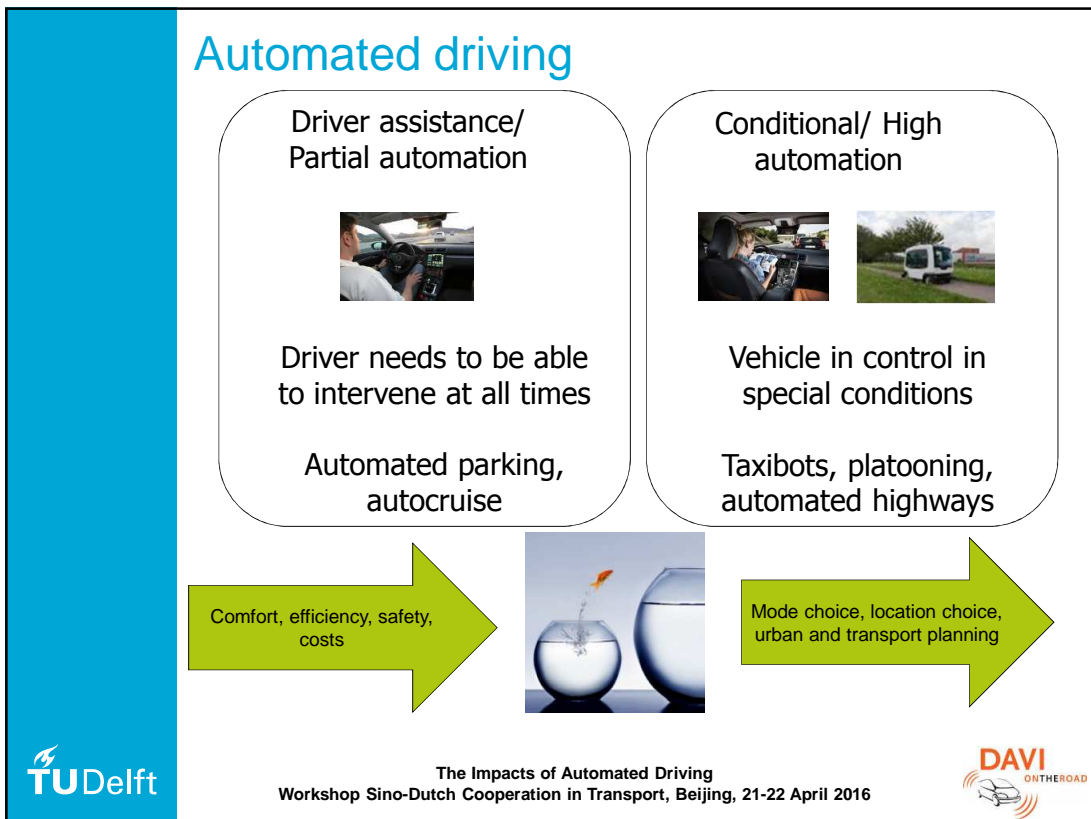 Automated driving
Driver assistance/
Partial automation
Driver needs to be able
to intervene at all times
Automated parking,
autocruise
Conditional/ High
automation
Vehicle in control in
special conditions
Taxibots, platooning,
automated highways
Comfort, efficiency, safety,
costs
Mode choice, location choice,
urban and transport planning
TUDelft
The Impacts of Automated Driving
Workshop Sino-Dutch Cooperation in Transport, Beijing, 21-22 April 2016
DAVI
ONTHEROAD